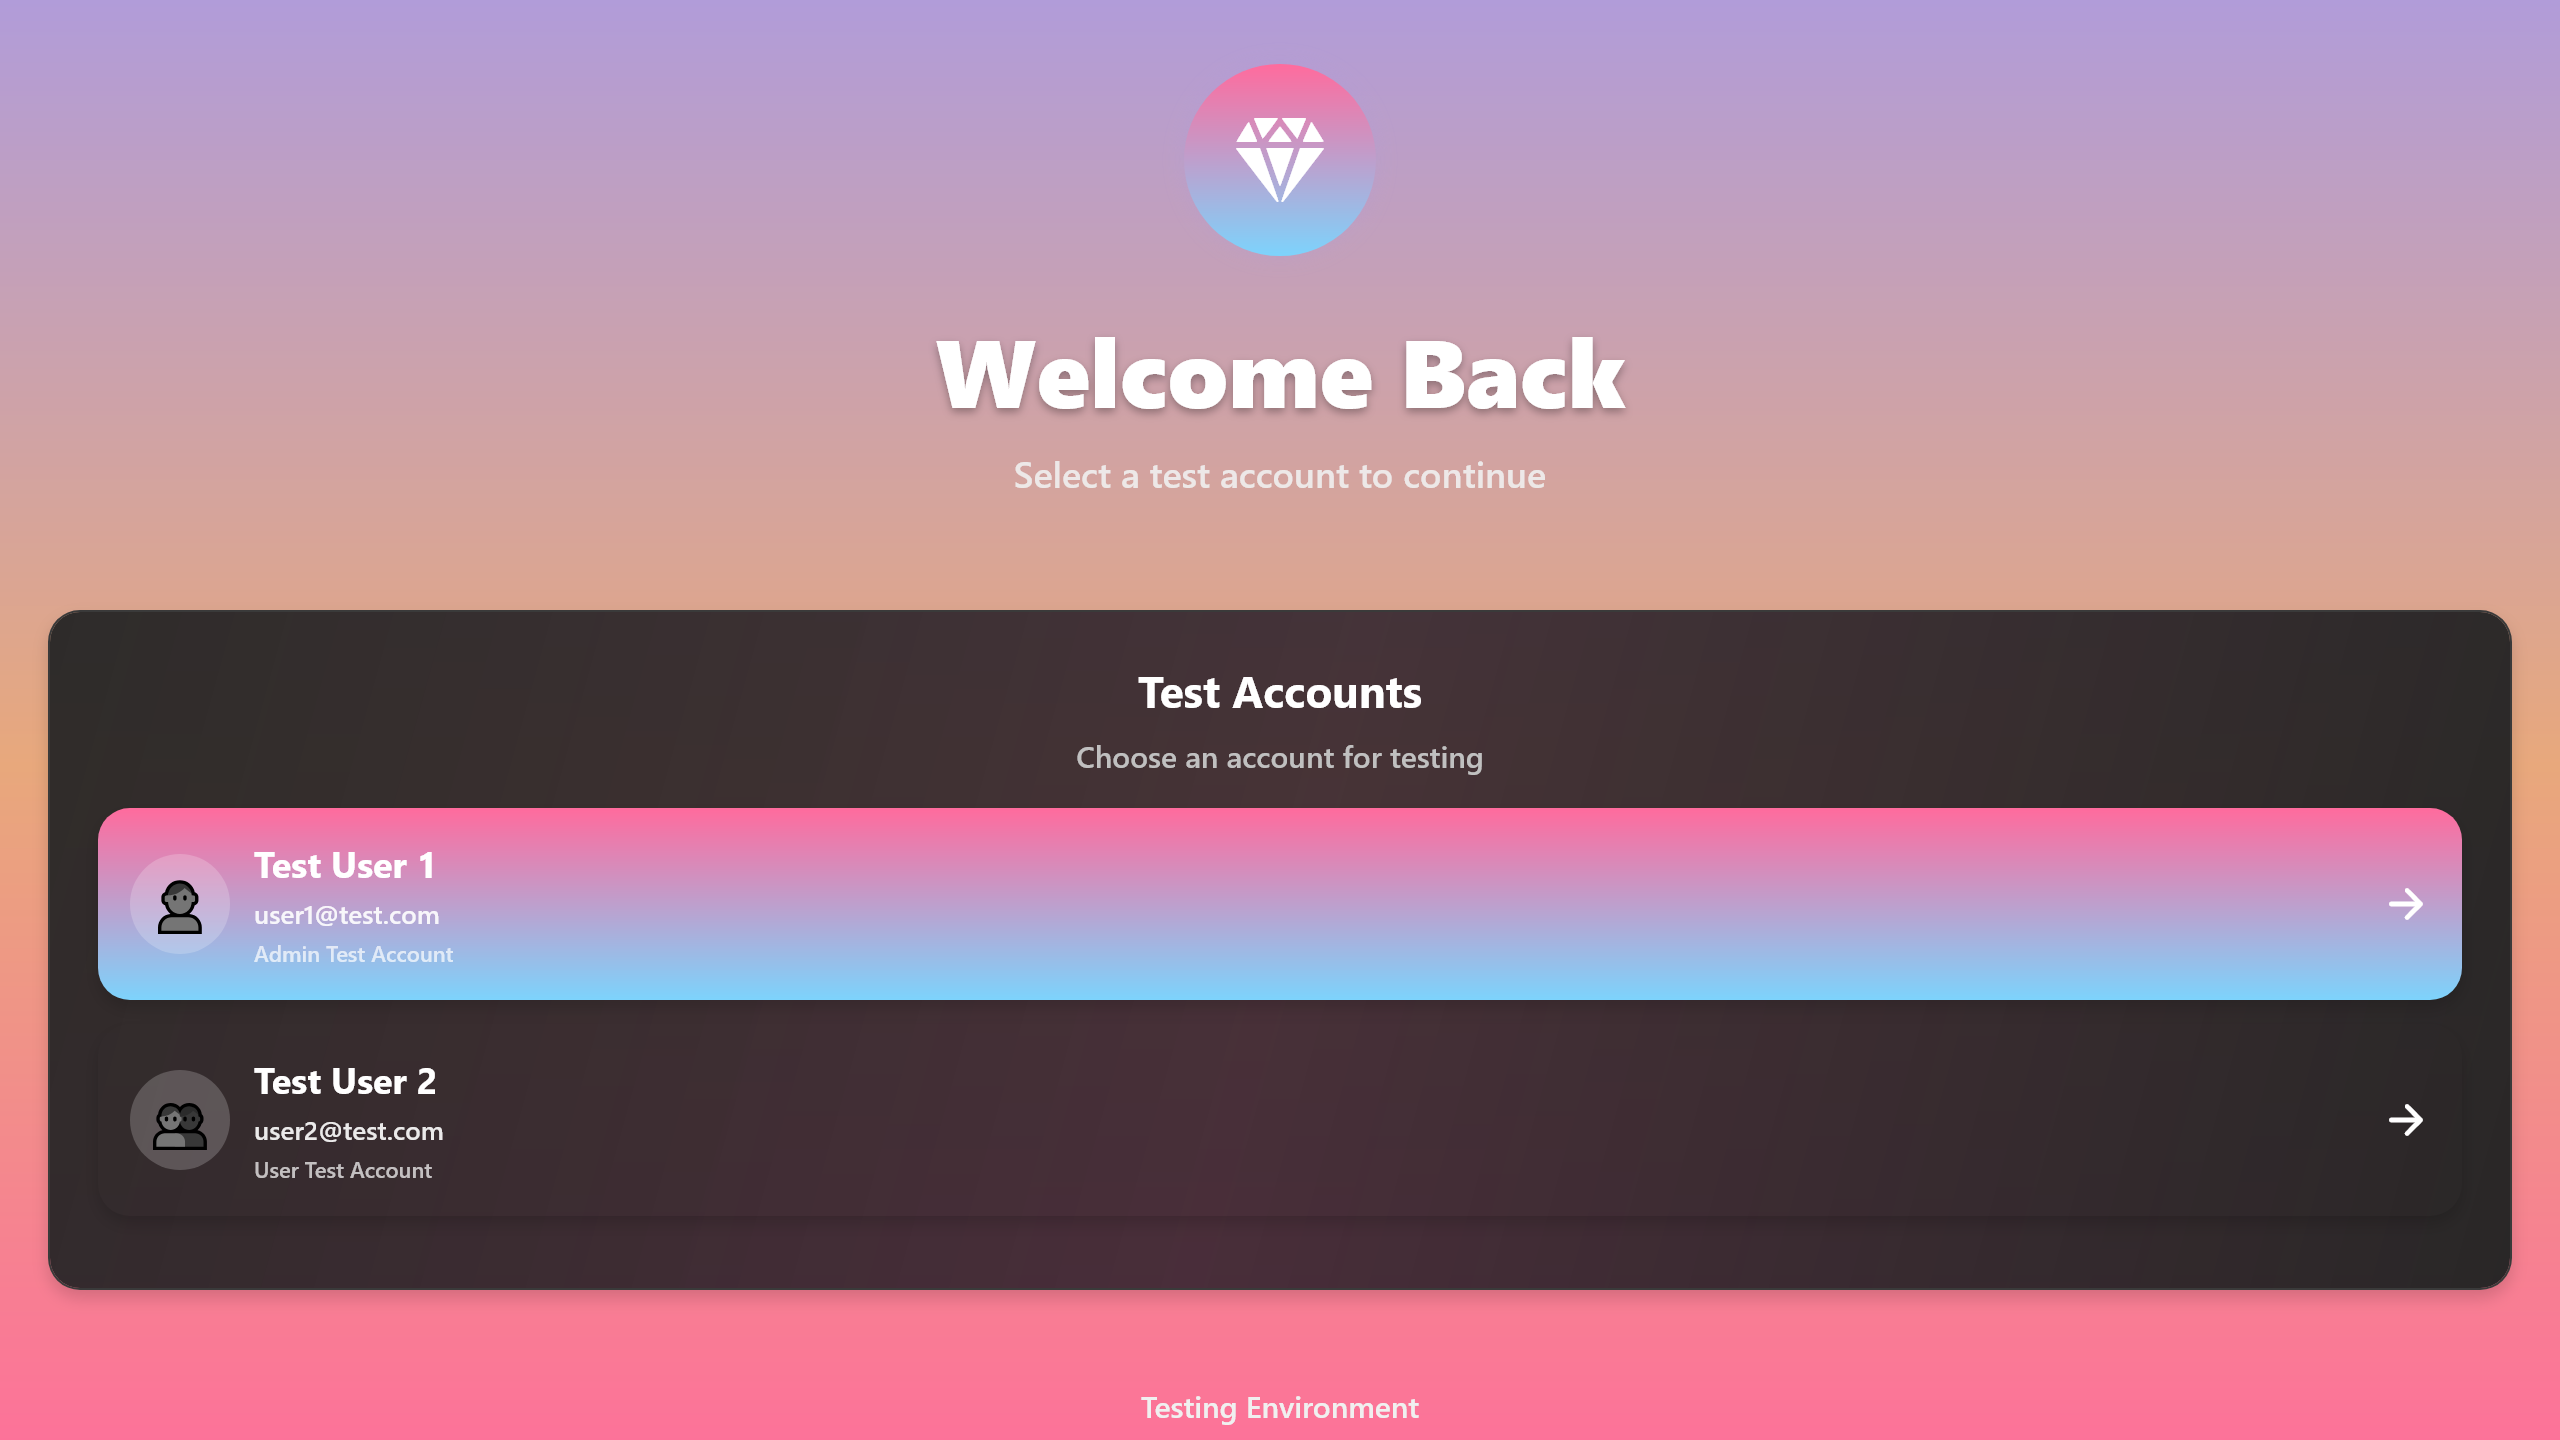 Welcome Back
Select a test account to continue
Test Accounts
Choose an account for testing
Test User 1
user1@test.com
Admin Test Account
Test User 2
user2@test.com
User Test Account
Testing Environment